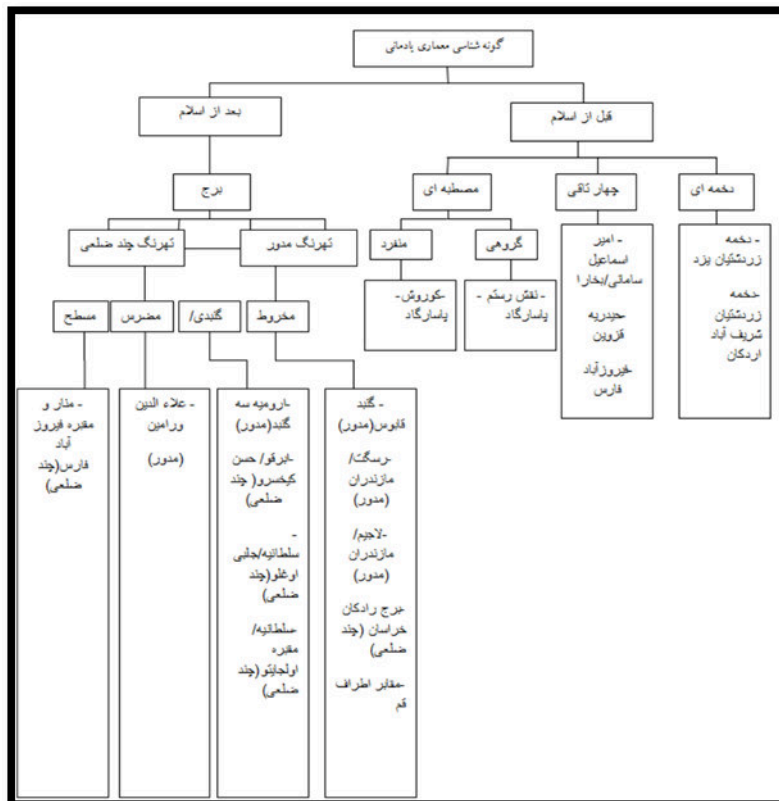 گونه شناسی معماری یادمانی
قبل از اسلام
بعد از اسلام
دخمه ای
چهار تاقی
مصطبه ای
برج
گروهی
منفرد
تهرنگ مدور
تهرنگ چند ضلعی
مخروط
گنبدی/
مضرس
مسطح
- دخمه
زردشتیان یزد
-دخمه
زردشتیان
شریف آباد
اردکان
- امیر
اسماعیل
سامانی/بخارا
-حیدریه
قزوین
-فیروزآباد
فارس
- نقش رستم -
پاسارگاد
-کوروش-
پاسارگاد
- گنبد
قابوس(مدور)
-رسگت/
مازندران
(مدور)
-لاجیم/
مازندران
(مدور)
-برج رادکان
خراسان (چند
ضلعی)
-مقابر اطراف
قم
-ارومیه سه
گنبد(مدور)
-ابرقو/ حسن
کیخسرو( چند
ضلعی)
-
سلطانیه/چلبی
اوغلو(چند
ضلعی)
-سلطانیه/
مقبره
اولجایتو(چند
ضلعی)
- علاء الدین
ورامین
(مدور)
- منار و
مقبره فیروز
آباد
فارس(چند
ضلعی)